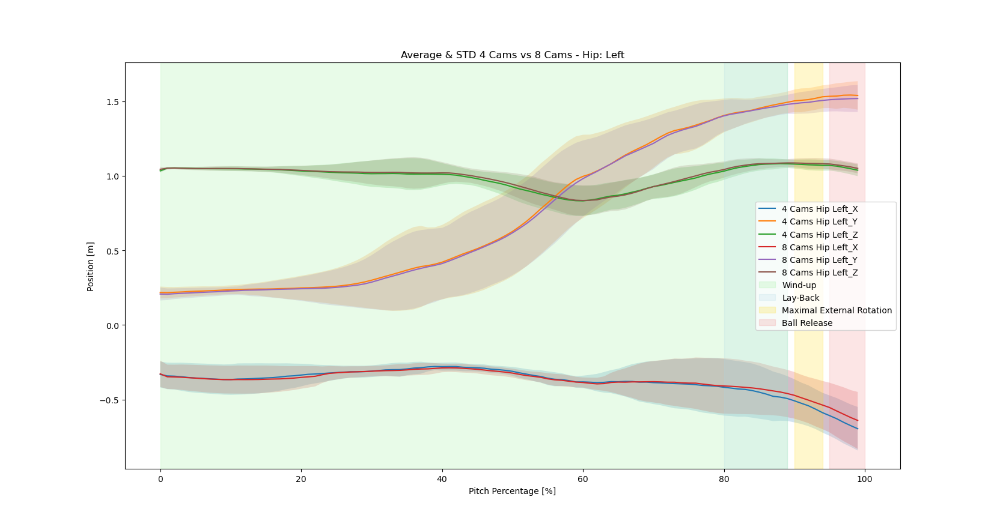 Average & STD 4 Cams vs 8 Cams - Hip: Left
Position [m]
1.5
1.0
0.5
0.0
−0.5
0 20 40 60 80 100
Pitch Percentage [%]
4 Cams Hip Left_X
4 Cams Hip Left_Y
4 Cams Hip Left_Z
8 Cams Hip Left_X
8 Cams Hip Left_Y
8 Cams Hip Left_Z
Wind-up
Lay-Back
Maximal External Rotation
Ball Release